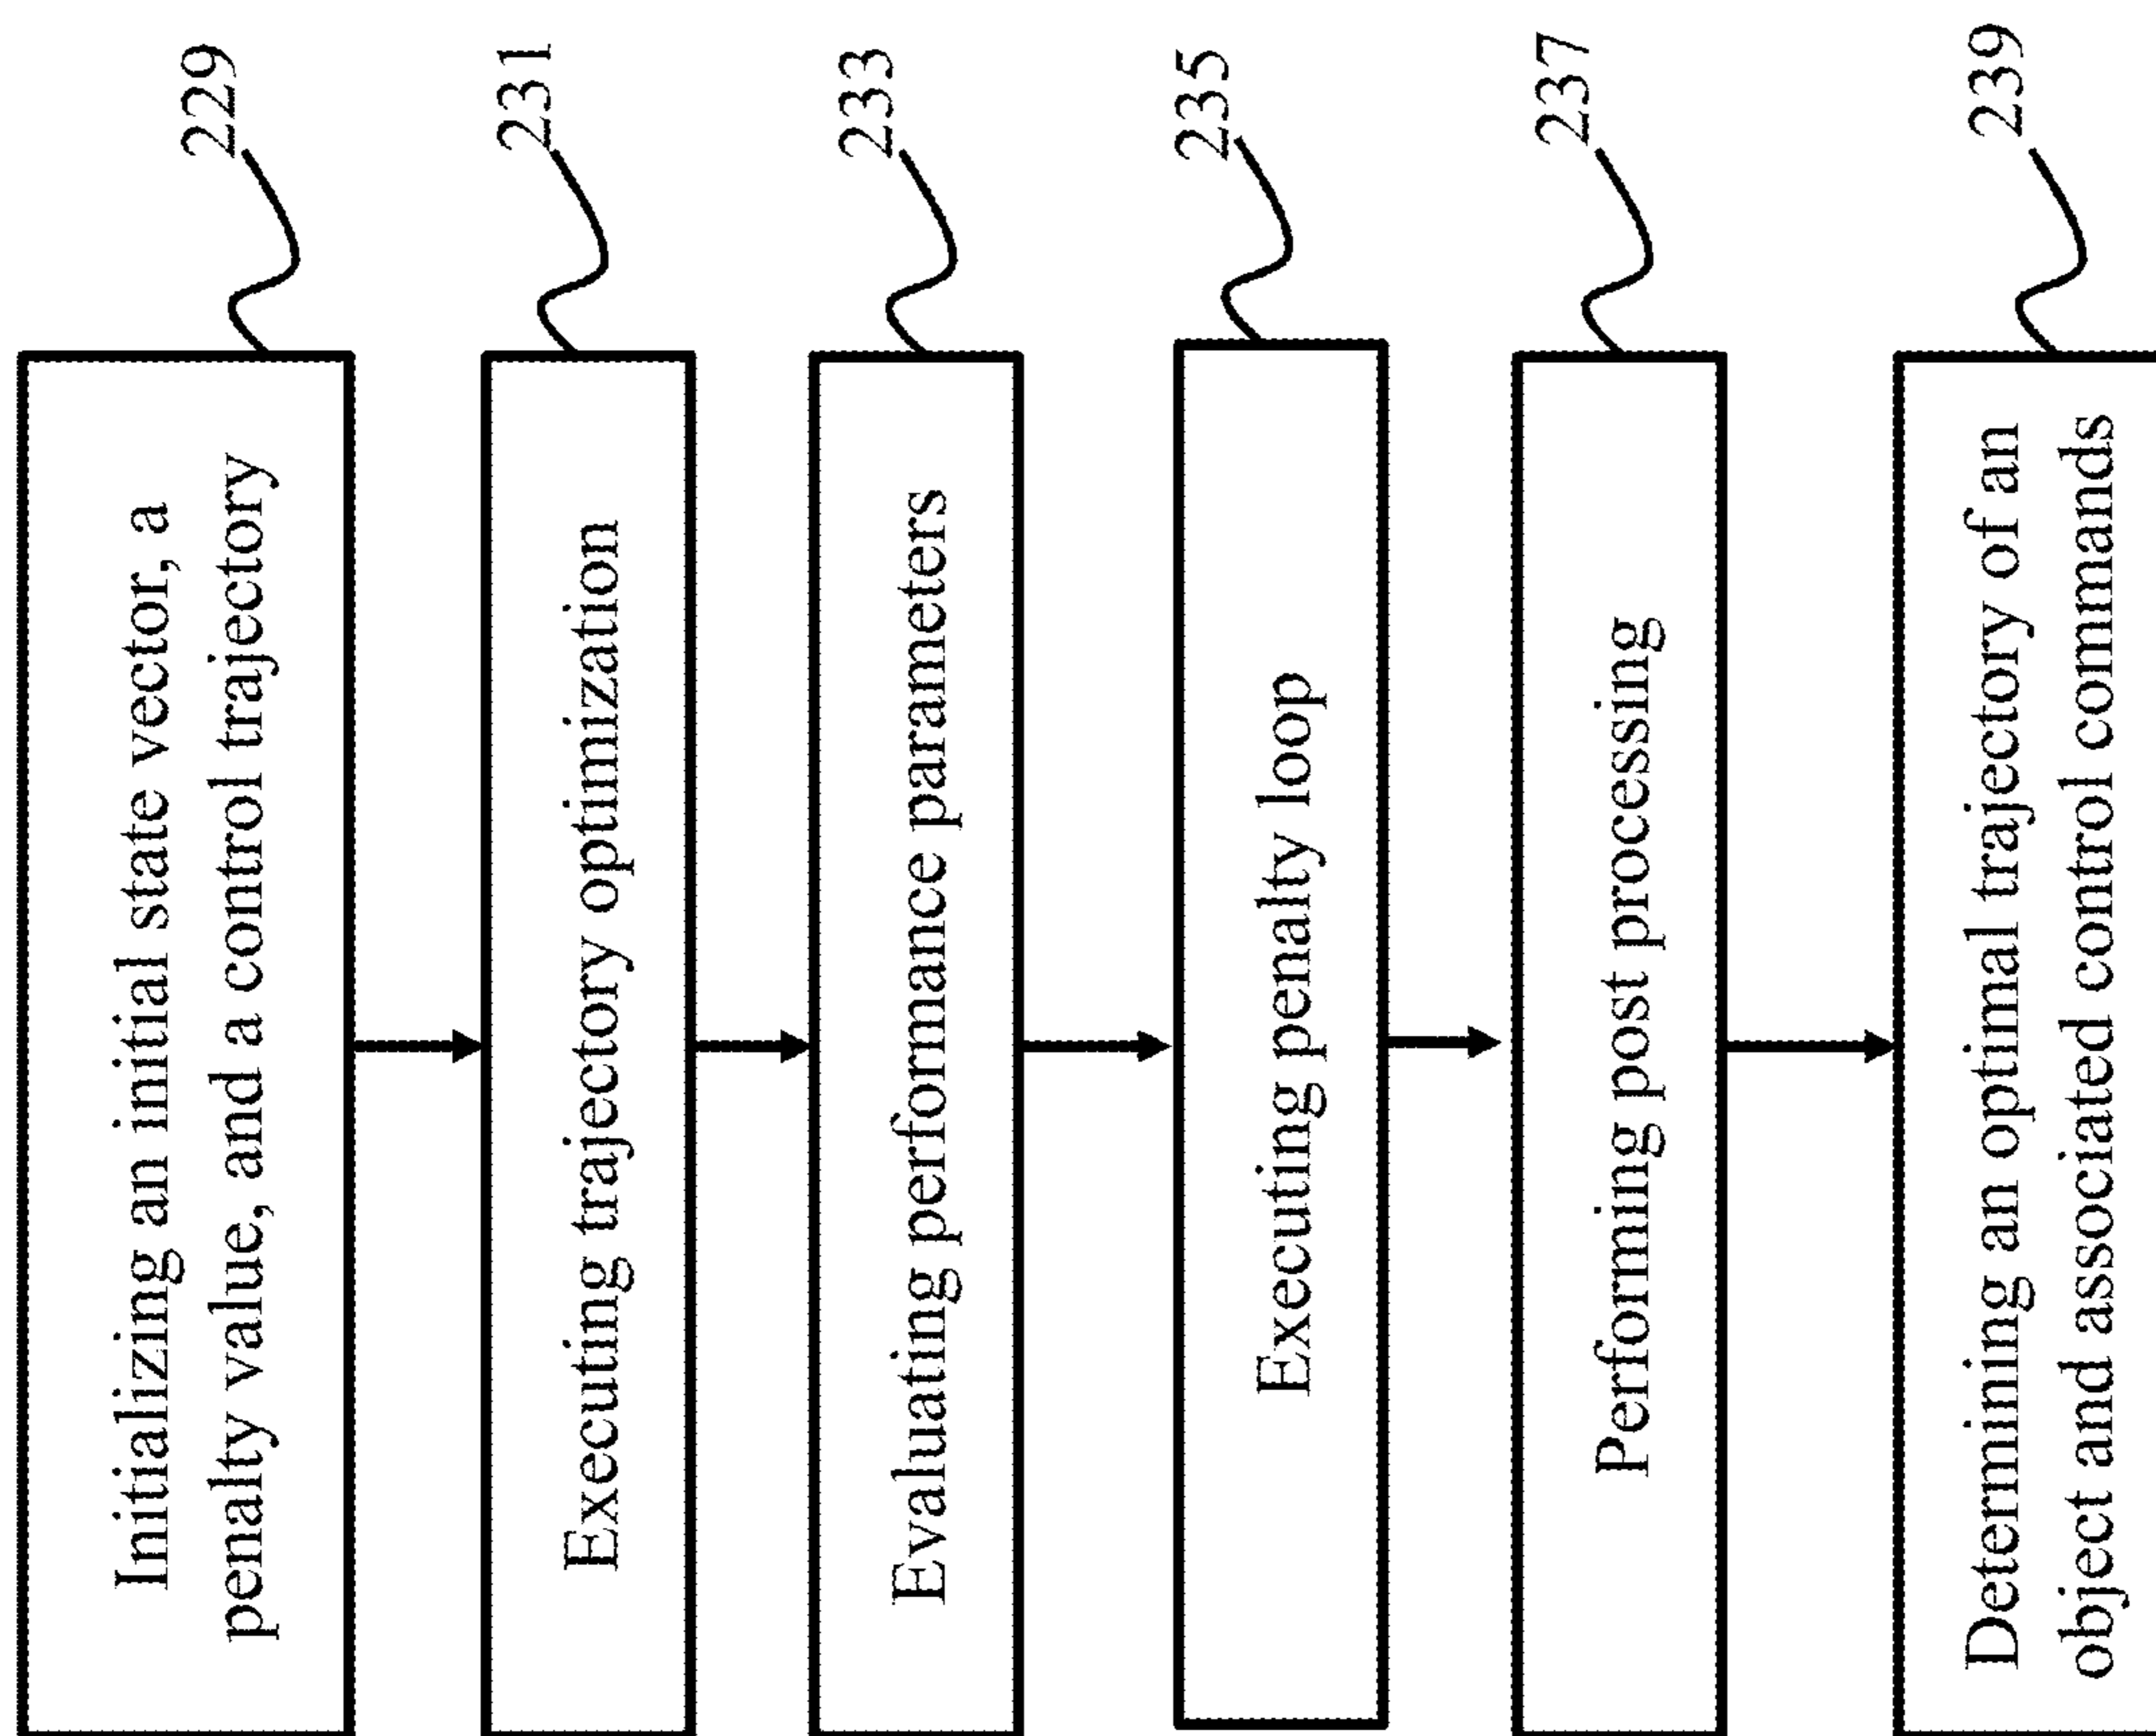 Initializing an initial state vector, a
penalty value, and a control trajectory
229
Executing trajectory optimization
231
Evaluating performance parameters
233
Executing penalty loop
235
Performing post processing
237
Determining an optimal trajectory of an
object and associated control commands
239